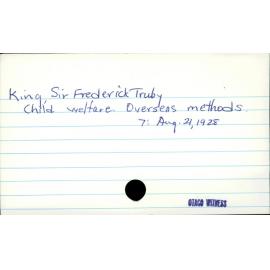 King, Sir Frederick Truby
Child welfare. Overseas methods.
7: Aug. 21, 1928
OTAGO WITNESS